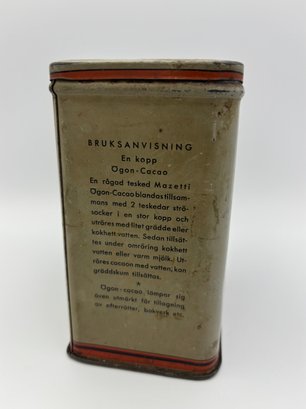 BRUKSANVISNING
En kopp
Ögon-Cacao
En rågad tesked Mazetti
Ögon-Cacao blandas tillsam-
mans med 2 teskedar strö-
socker i en stor kopp och
utröres med litet grädde eller
kokhett vatten. Sedan tillsät-
tes under omröring kokhett
vatten eller varm mjölk. Ut-
röres cacaon med vatten, kan
gräddskum tillsättas.
*
Ögon-cacao lämpar sig
även utmärkt för tillagning
av efterrätter, bakverk etc.